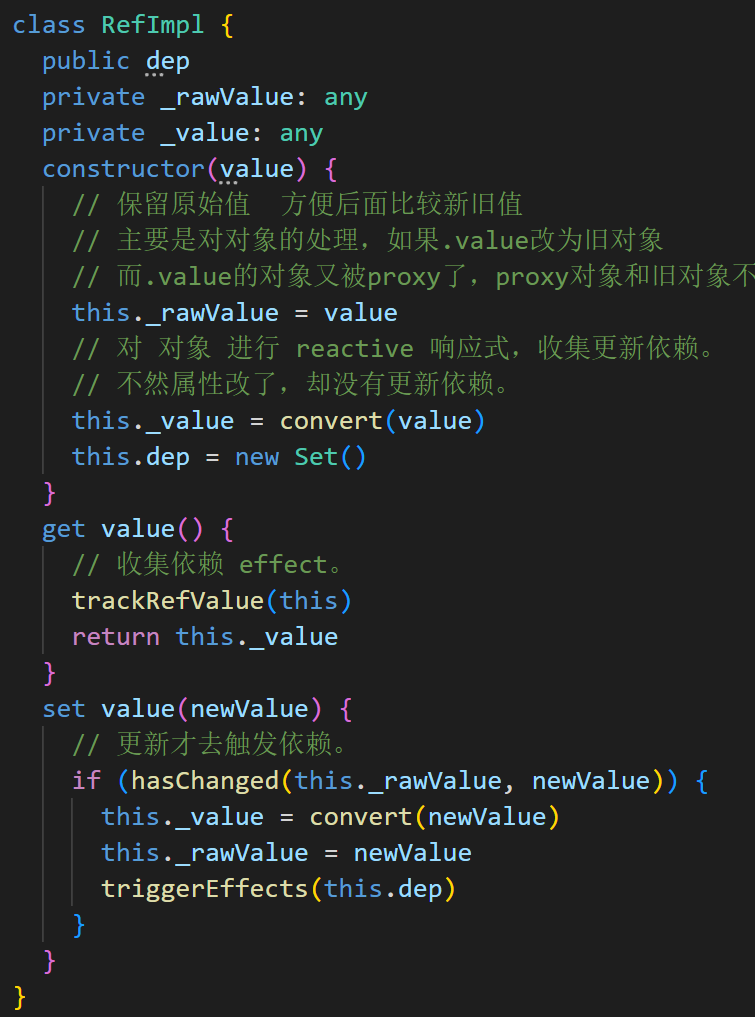 class RefImpl {
  public dep
  private _rawValue: any
  private _value: any
  constructor(value) {
    // 保留原始值  方便后面比较新旧值
    // 主要是对对象的处理，如果.value改为旧对象
    // 而.value的对象又被proxy了，proxy对象和旧对象不
    this._rawValue = value
    // 对 对象 进行 reactive 响应式，收集更新依赖。
    // 不然属性改了，却没有更新依赖。
    this._value = convert(value)
    this.dep = new Set()
  }
  get value() {
    // 收集依赖 effect。
    trackRefValue(this)
    return this._value
  }
  set value(newValue) {
    // 更新才去触发依赖。
    if (hasChanged(this._rawValue, newValue)) {
      this._value = convert(newValue)
      this._rawValue = newValue
      triggerEffects(this.dep)
    }
  }
}